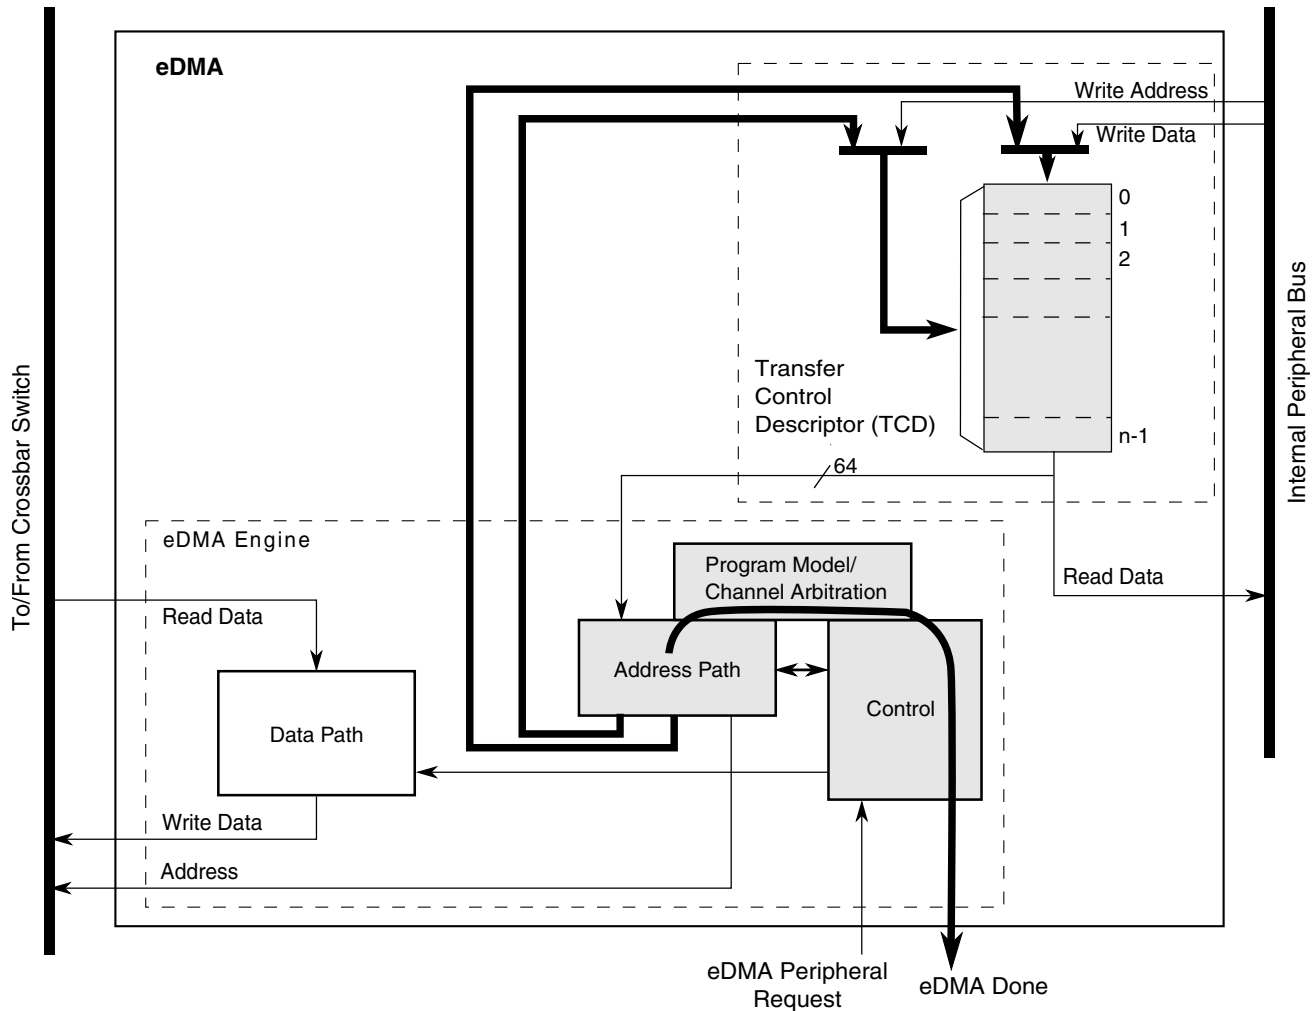 eDMA
Write Address
Write Data
0
1
2
n-1
Transfer
Control
Descriptor (TCD)
64
To/From Crossbar Switch
Internal Peripheral Bus
eDMA Engine
Program Model/
Channel Arbitration
Read Data
Read Data
Address Path
Control
Data Path
Write Data
Address
eDMA Peripheral
Request
eDMA Done